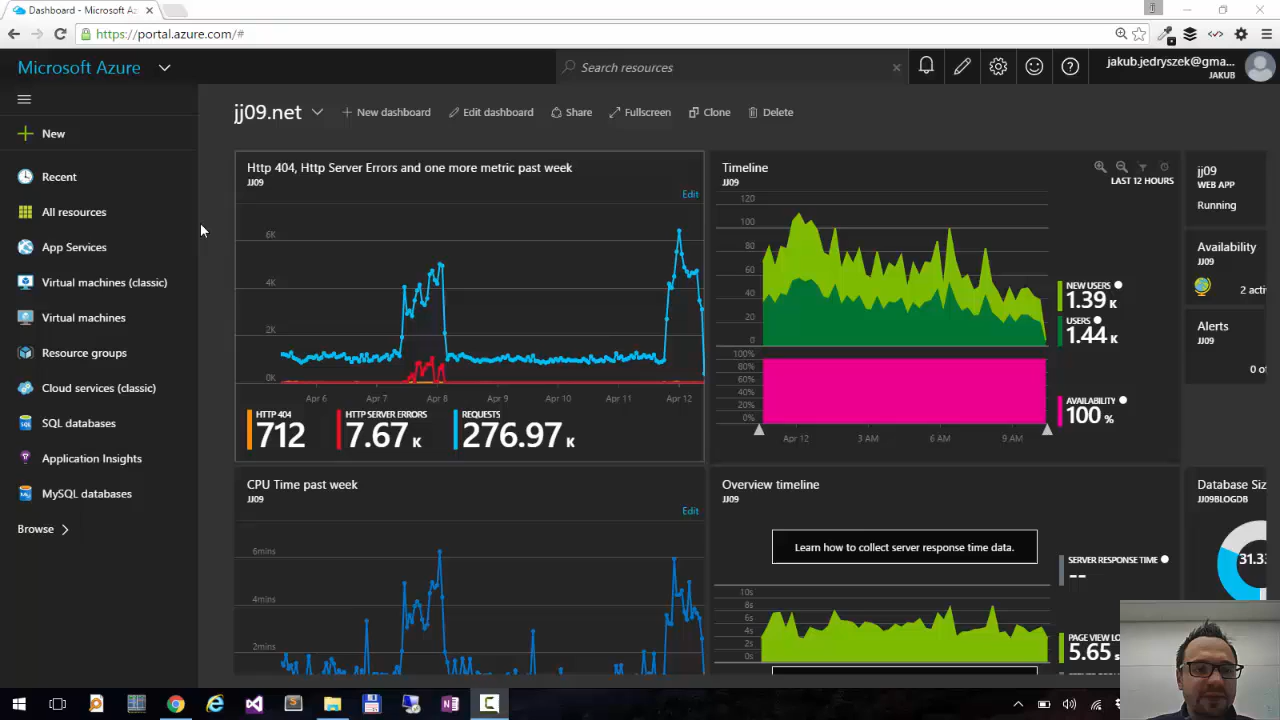 Dashboard - Microsoft Az
https://portal.azure.com/#
Microsoft Azure
Search resources
jakub.jedryszek@gma...
JAKUB
New
Recent
All resources
App Services
Virtual machines (classic)
Virtual machines
Resource groups
Cloud services (classic)
SQL databases
Application Insights
MySQL databases
Browse
jj09.net
New dashboard
Edit dashboard
Share
Fullscreen
Clone
Delete
Http 404, Http Server Errors and one more metric past week
JJ09
Edit
6K
4K
2K
0K
Apr 6 Apr 7 Apr 8 Apr 9 Apr 10 Apr 11 Apr 12
HTTP 404
712
HTTP SERVER ERRORS
7.67 K
REQUESTS
276.97 K
Timeline
JJ09
LAST 12 HOURS
120
100
80
60
40
20
0
100%
80%
60%
40%
20%
0%
Apr 12 3 AM 6 AM 9 AM
NEW USERS
1.39 K
USERS
1.44 K
AVAILABILITY
100 %
jj09
WEB APP
Running
Availability
JJ09
2 acti
Alerts
JJ09
0 of
CPU Time past week
JJ09
Edit
6mins
4mins
2mins
Overview timeline
JJ09
Learn how to collect server response time data.
10s
8s
6s
4s
2s
0s
SERVER RESPONSE TIME
--
PAGE VIEW LO
5.65 s
Database Siz
JJ09BLOGDB
31.33